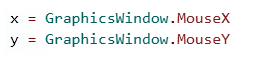 x = GraphicsWindow.MouseX
y = GraphicsWindow.MouseY